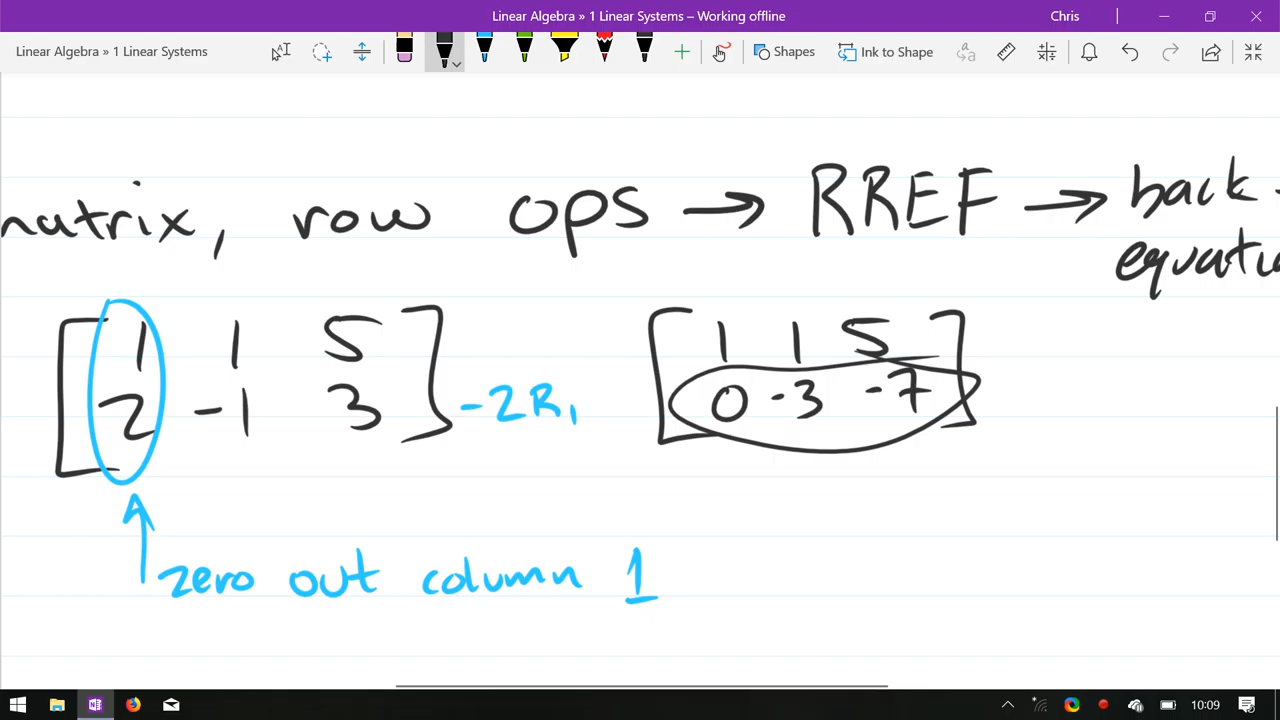 Linear Algebra » 1 Linear Systems – Working offline
Chris
Linear Algebra » 1 Linear Systems
Shapes
Ink to Shape
matrix, row ops → RREF → back -
1 1 5
2 -1 3
-2R₁
1 1 5
0 -3 -7
zero out column 1
10:09